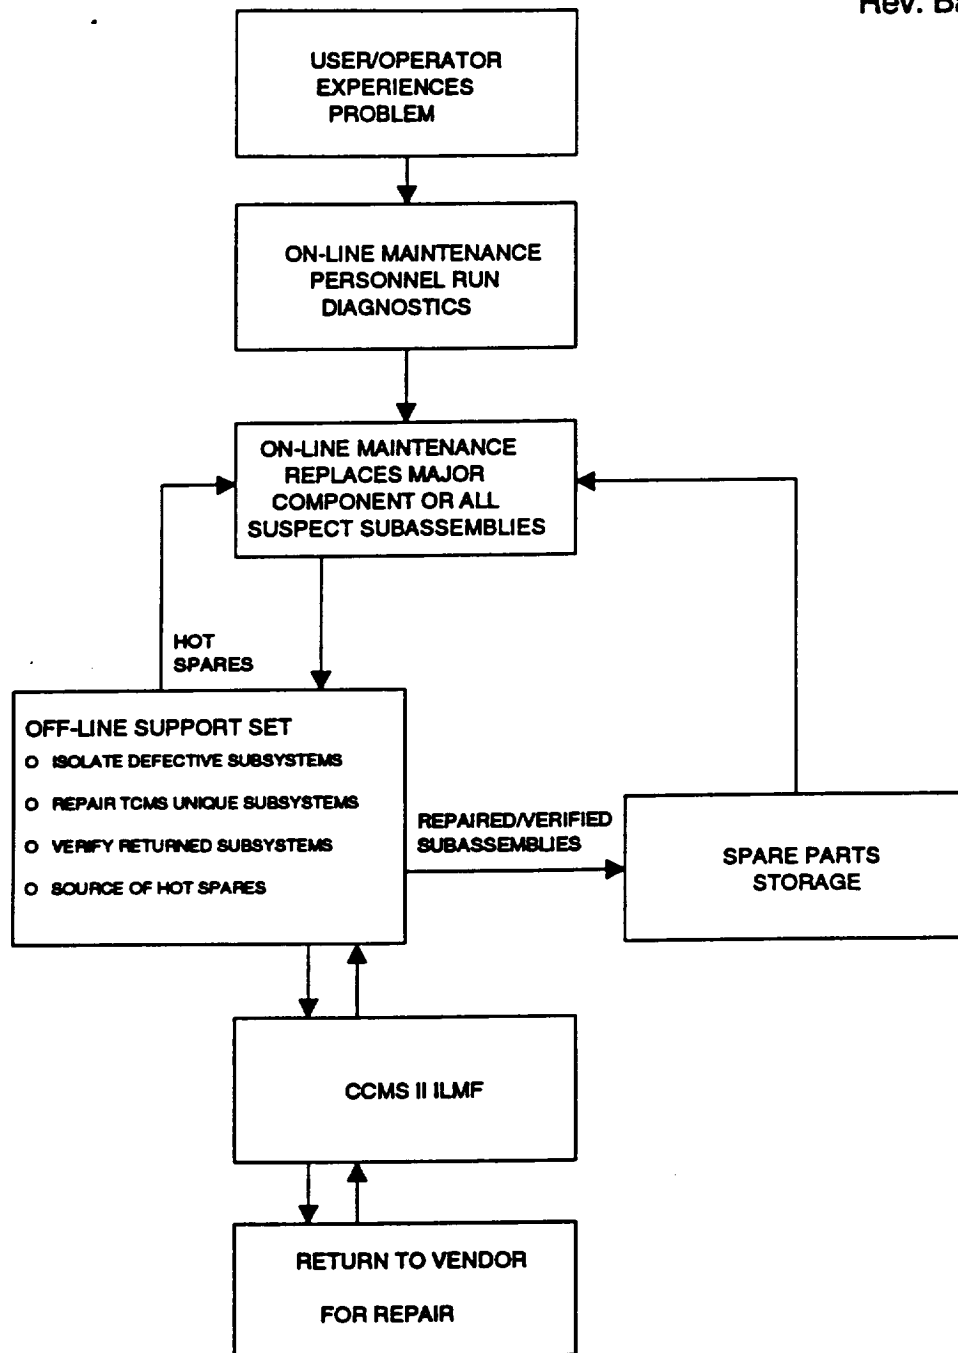 USER/OPERATOR
EXPERIENCES
PROBLEM
ON-LINE MAINTENANCE
PERSONNEL RUN
DIAGNOSTICS
ON-LINE MAINTENANCE
REPLACES MAJOR
COMPONENT OR ALL
SUSPECT SUBASSEMBLIES
HOT
SPARES
OFF-LINE SUPPORT SET
O ISOLATE DEFECTIVE SUBSYSTEMS
O REPAIR TCMS UNIQUE SUBSYSTEMS
O VERIFY RETURNED SUBSYSTEMS
O SOURCE OF HOT SPARES
REPAIRED/VERIFIED
SUBASSEMBLIES
SPARE PARTS
STORAGE
CCMS II ILMF
RETURN TO VENDOR
FOR REPAIR